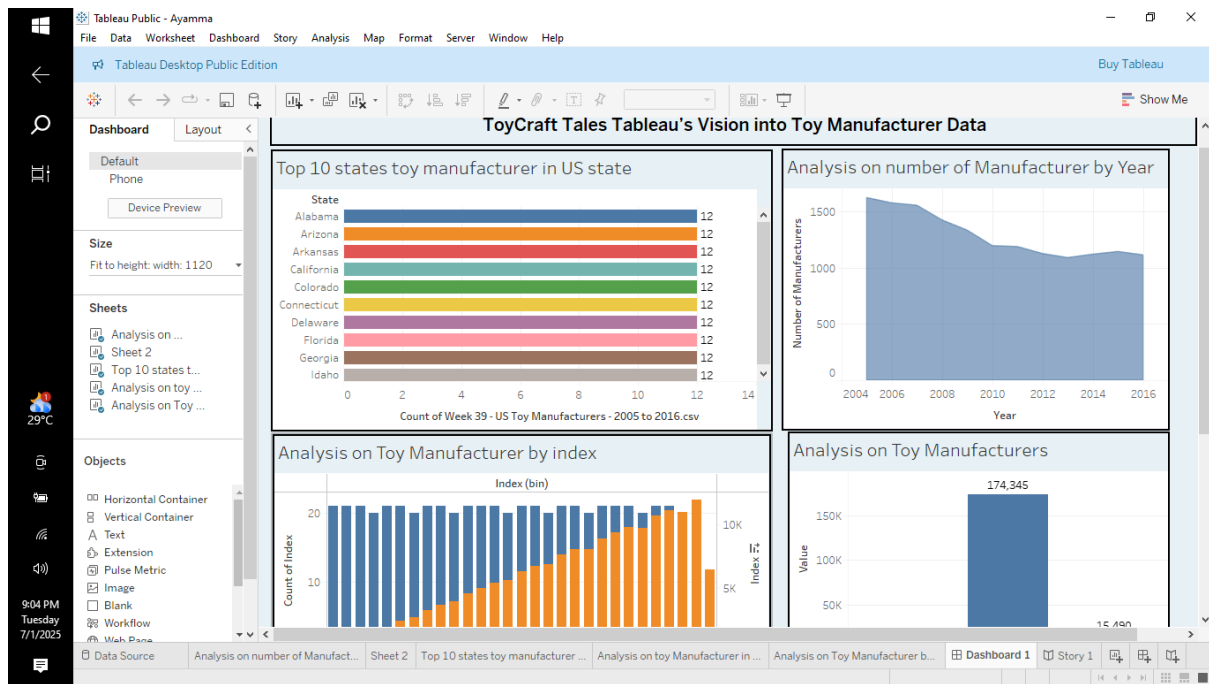 Tableau Public - Ayamma
File Data Worksheet Dashboard Story Analysis Map Format Server Window Help
Tableau Desktop Public Edition
Buy Tableau
Show Me
Dashboard Layout
Default
Phone
Device Preview
Size
Fit to height: width: 1120
Sheets
Analysis on ...
Sheet 2
Top 10 states t...
Analysis on toy ...
Analysis on Toy ...
Objects
Horizontal Container
Vertical Container
A Text
Extension
Pulse Metric
Image
Blank
Workflow
Web Page
1
29°C
9:04 PM
Tuesday
7/1/2025
ToyCraft Tales Tableau's Vision into Toy Manufacturer Data
Top 10 states toy manufacturer in US state
State
Alabama 12
Arizona 12
Arkansas 12
California 12
Colorado 12
Connecticut 12
Delaware 12
Florida 12
Georgia 12
Idaho 12
0 2 4 6 8 10 12 14
Count of Week 39 - US Toy Manufacturers - 2005 to 2016.csv
Analysis on number of Manufacturer by Year
Number of Manufacturers
1500
1000
500
0
2004 2006 2008 2010 2012 2014 2016
Year
Analysis on Toy Manufacturer by index
Index (bin)
Count of Index
20
10
10K
5K
Index
Analysis on Toy Manufacturers
174,345
Value
150K
100K
50K
15,490
Data Source Analysis on number of Manufact... Sheet 2 Top 10 states toy manufacturer ... Analysis on toy Manufacturer in ... Analysis on Toy Manufacturer b... Dashboard 1 Story 1